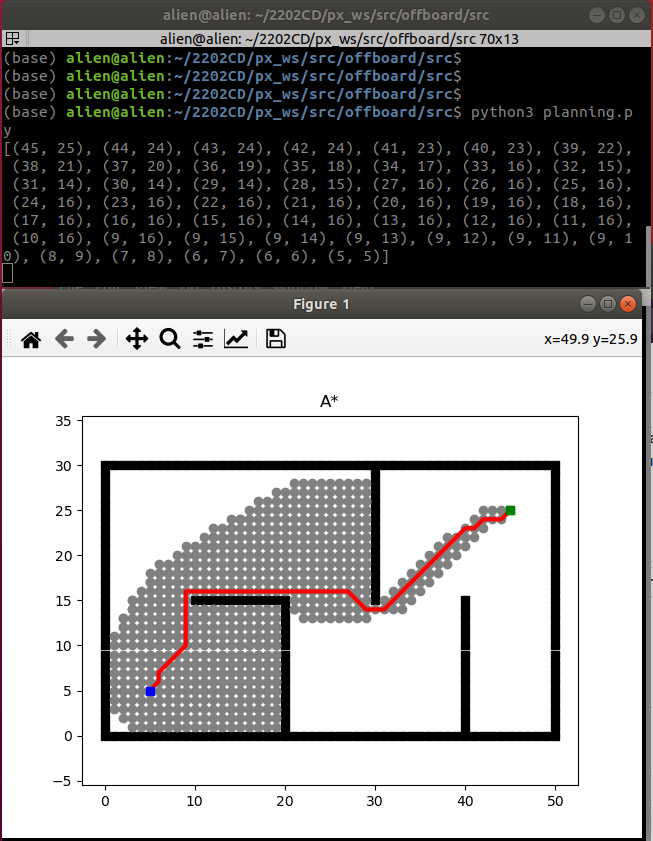 alien@alien: ~/2202CD/px_ws/src/offboard/src
alien@alien: ~/2202CD/px_ws/src/offboard/src 70x13
(base) alien@alien:~/2202CD/px_ws/src/offboard/src$
(base) alien@alien:~/2202CD/px_ws/src/offboard/src$
(base) alien@alien:~/2202CD/px_ws/src/offboard/src$
(base) alien@alien:~/2202CD/px_ws/src/offboard/src$ python3 planning.p
y
[(45, 25), (44, 24), (43, 24), (42, 24), (41, 23), (40, 23), (39, 22),
(38, 21), (37, 20), (36, 19), (35, 18), (34, 17), (33, 16), (32, 15),
(31, 14), (30, 14), (29, 14), (28, 15), (27, 16), (26, 16), (25, 16),
(24, 16), (23, 16), (22, 16), (21, 16), (20, 16), (19, 16), (18, 16),
(17, 16), (16, 16), (15, 16), (14, 16), (13, 16), (12, 16), (11, 16),
(10, 16), (9, 16), (9, 15), (9, 14), (9, 13), (9, 12), (9, 11), (9, 1
0), (8, 9), (7, 8), (6, 7), (6, 6), (5, 5)]
Figure 1
x=49.9 y=25.9
A*
35
30
25
20
15
10
5
0
−5
0 10 20 30 40 50